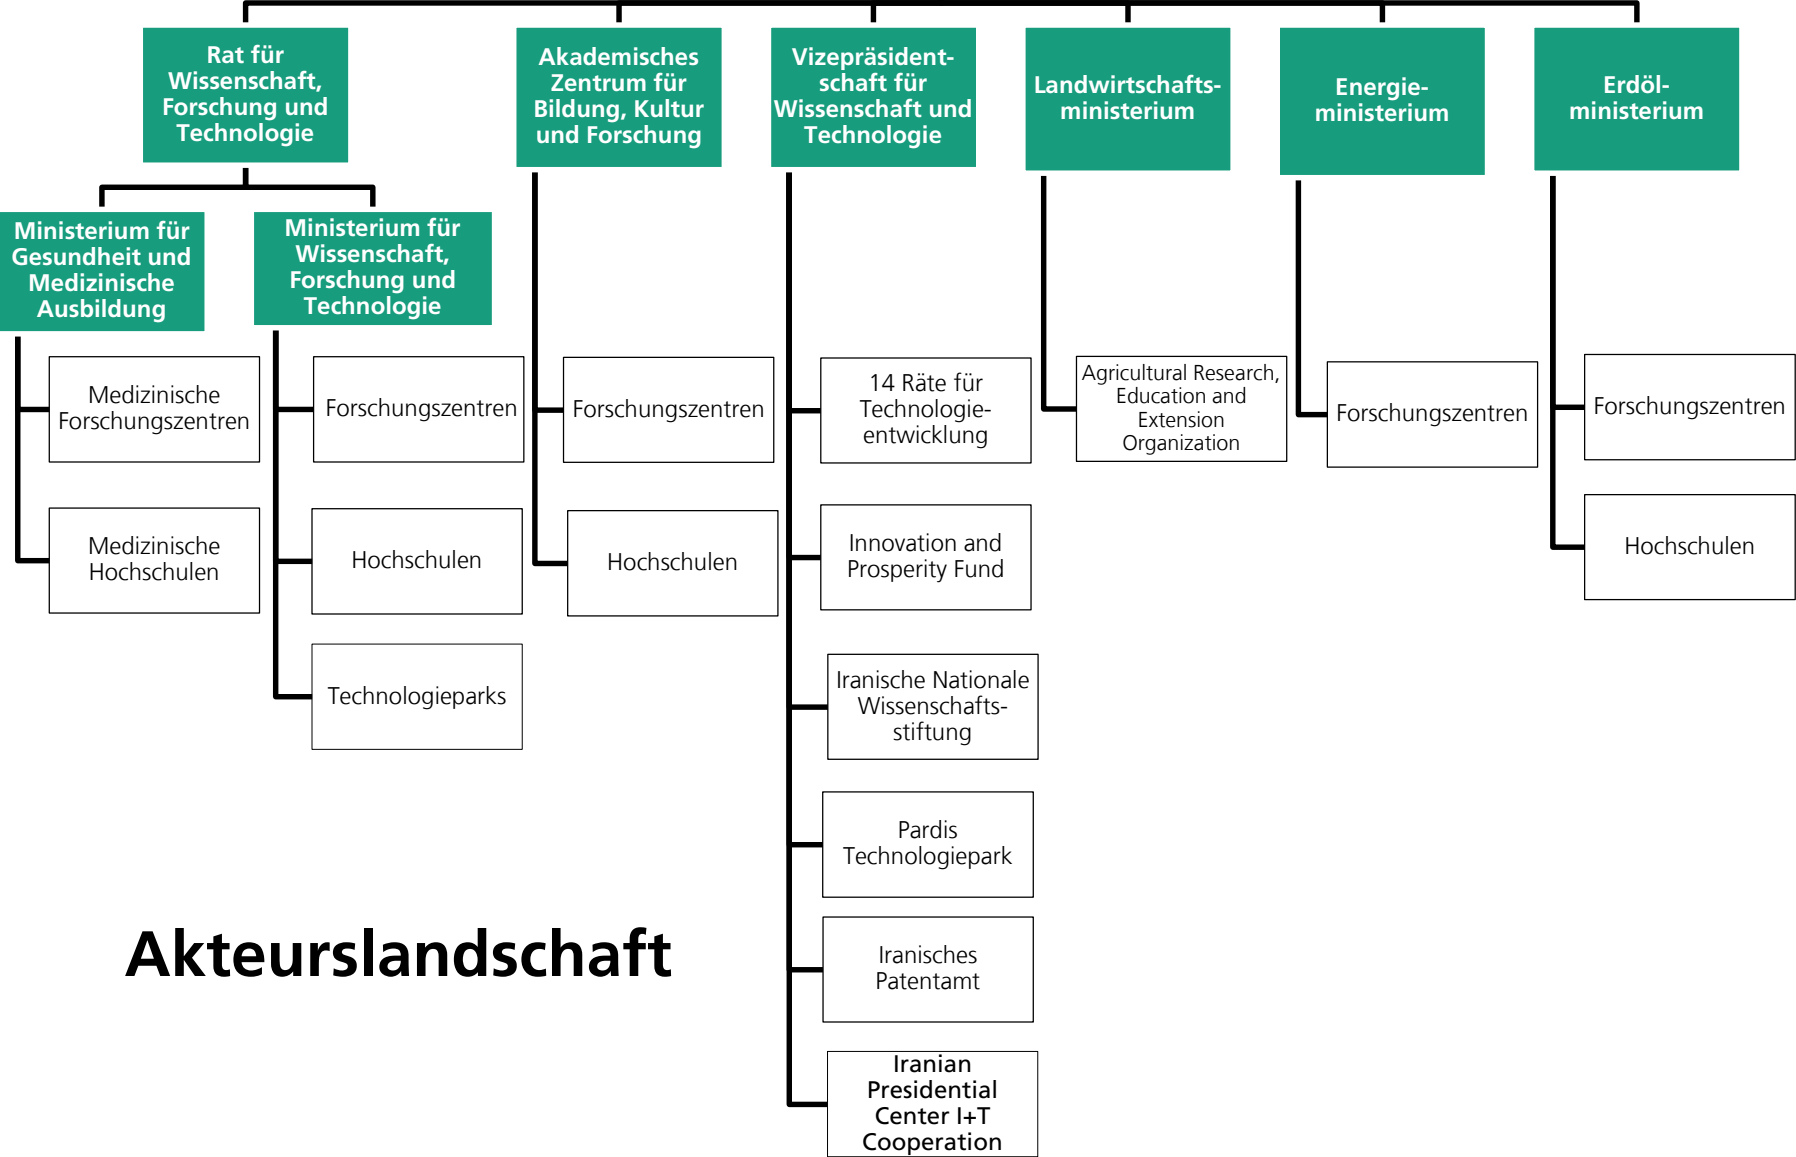 Rat für
Wissenschaft,
Forschung und
Technologie
Akademisches
Zentrum für
Bildung, Kultur
und Forschung
Vizepräsident-
schaft für
Wissenschaft und
Technologie
Landwirtschafts-
ministerium
Energie-
ministerium
Erdöl-
ministerium
Ministerium für
Gesundheit und
Medizinische
Ausbildung
Ministerium für
Wissenschaft,
Forschung und
Technologie
Medizinische
Forschungszentren
Medizinische
Hochschulen
Forschungszentren
Hochschulen
Technologieparks
Forschungszentren
Hochschulen
14 Räte für
Technologie-
entwicklung
Innovation and
Prosperity Fund
Iranische Nationale
Wissenschafts-
stiftung
Pardis
Technologiepark
Iranisches
Patentamt
Iranian
Presidential
Center I+T
Cooperation
Agricultural Research,
Education and
Extension
Organization
Forschungszentren
Forschungszentren
Hochschulen
Akteurslandschaft